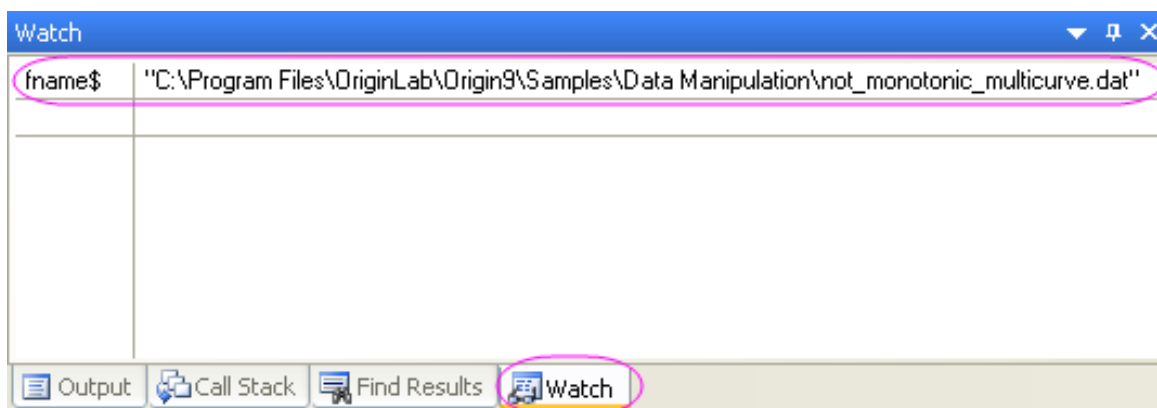 Watch
fname$ "C:\Program Files\OriginLab\Origin9\Samples\Data Manipulation\not_monotonic_multicurve.dat"
Output Call Stack Find Results Watch